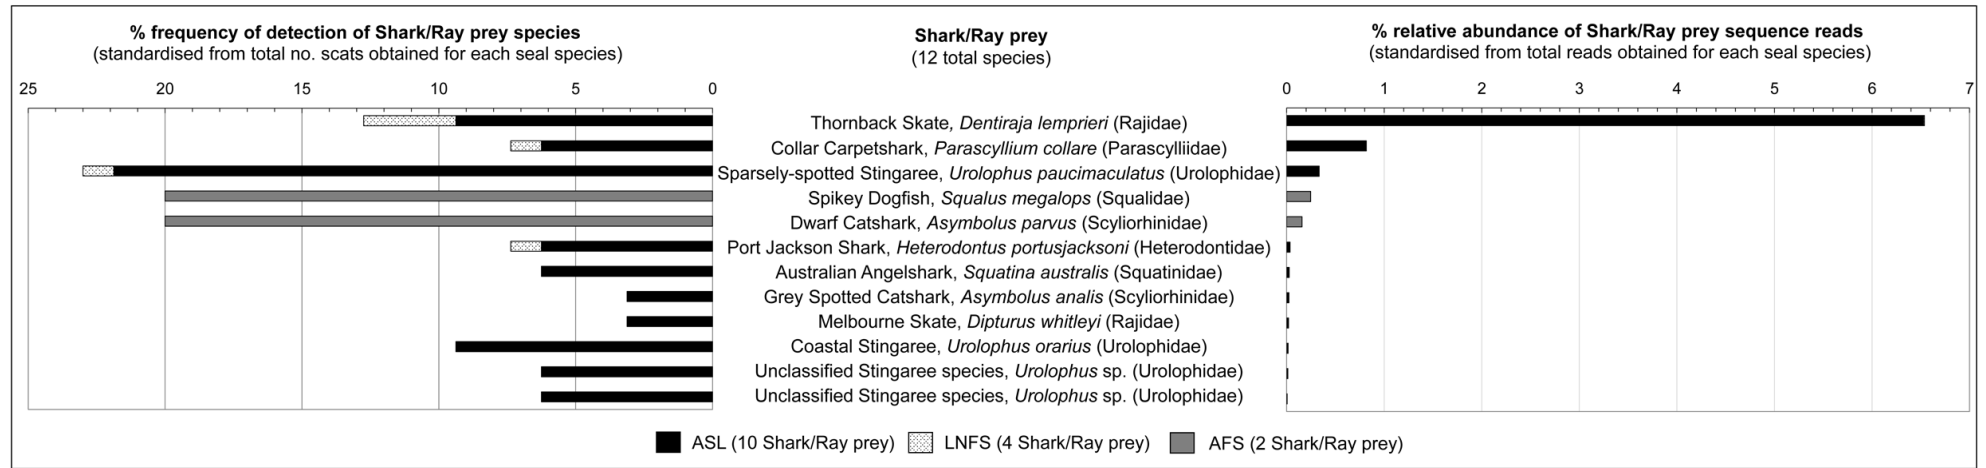 % frequency of detection of Shark/Ray prey species
(standardised from total no. scats obtained for each seal species)
25 20 15 10 5 0
Shark/Ray prey
(12 total species)
% relative abundance of Shark/Ray prey sequence reads
(standardised from total reads obtained for each seal species)
0 1 2 3 4 5 6 7
Thornback Skate, Dentiraja lemprieri (Rajidae)
Collar Carpetshark, Parascyllium collare (Parascylliidae)
Sparsely-spotted Stingaree, Urolophus paucimaculatus (Urolophidae)
Spikey Dogfish, Squalus megalops (Squalidae)
Dwarf Catshark, Asymbolus parvus (Scyliorhinidae)
Port Jackson Shark, Heterodontus portusjacksoni (Heterodontidae)
Australian Angelshark, Squatina australis (Squatinidae)
Grey Spotted Catshark, Asymbolus analis (Scyliorhinidae)
Melbourne Skate, Dipturus whitleyi (Rajidae)
Coastal Stingaree, Urolophus orarius (Urolophidae)
Unclassified Stingaree species, Urolophus sp. (Urolophidae)
Unclassified Stingaree species, Urolophus sp. (Urolophidae)
ASL (10 Shark/Ray prey) LNFS (4 Shark/Ray prey) AFS (2 Shark/Ray prey)